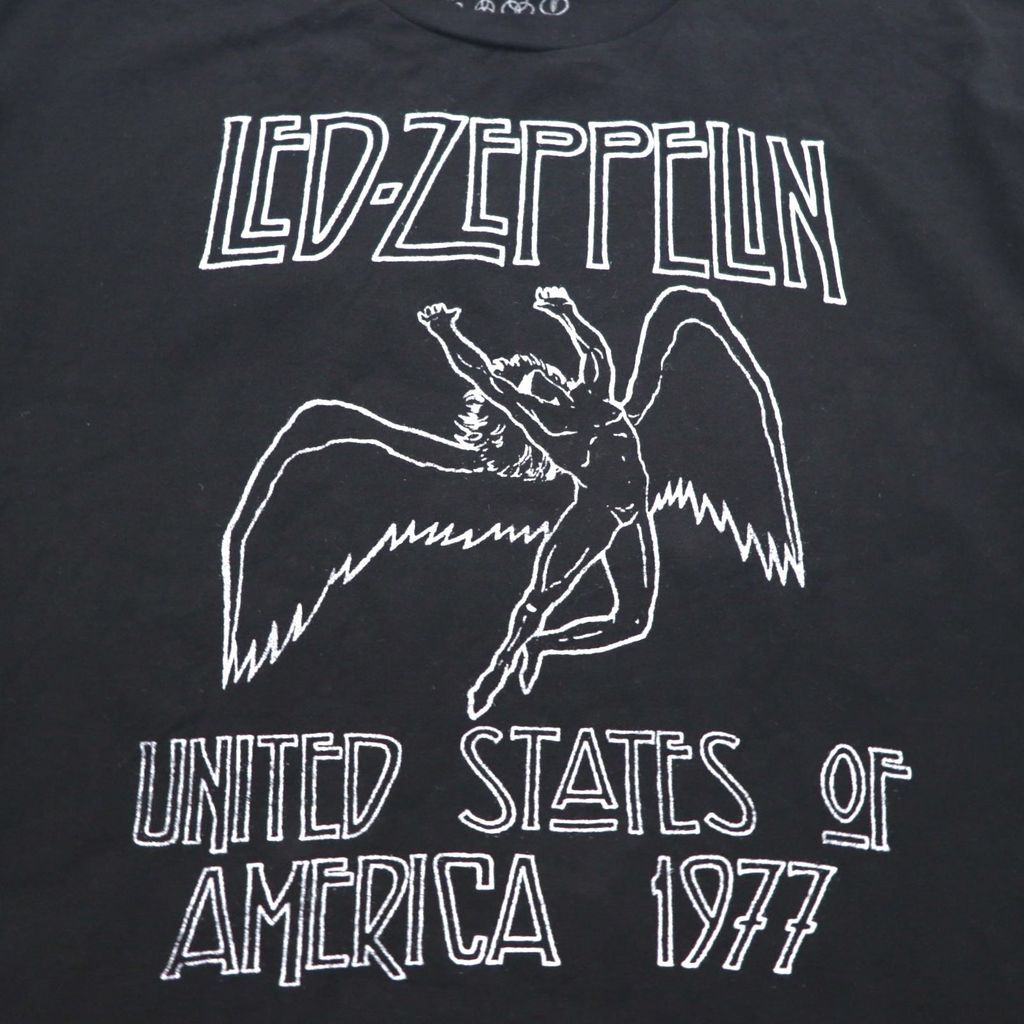 LED-ZEPPELIN
UNITED STATES OF
AMERICA 1977